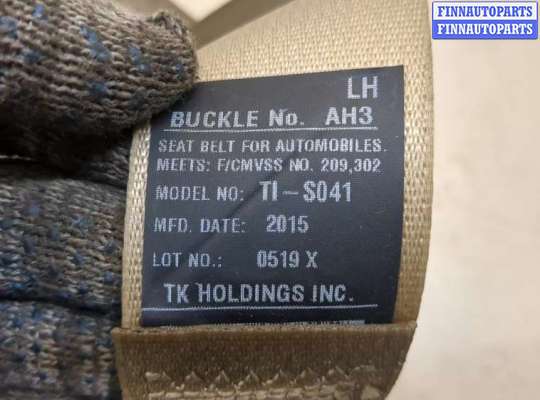 FINNAUTOPARTS
FINNAUTOPARTS
LH
BUCKLE No. AH3
SEAT BELT FOR AUTOMOBILES.
MEETS: F/CMVSS NO. 209,302
MODEL NO: TI-S041
MFD. DATE: 2015
LOT NO.: 0519 X
TK HOLDINGS INC.